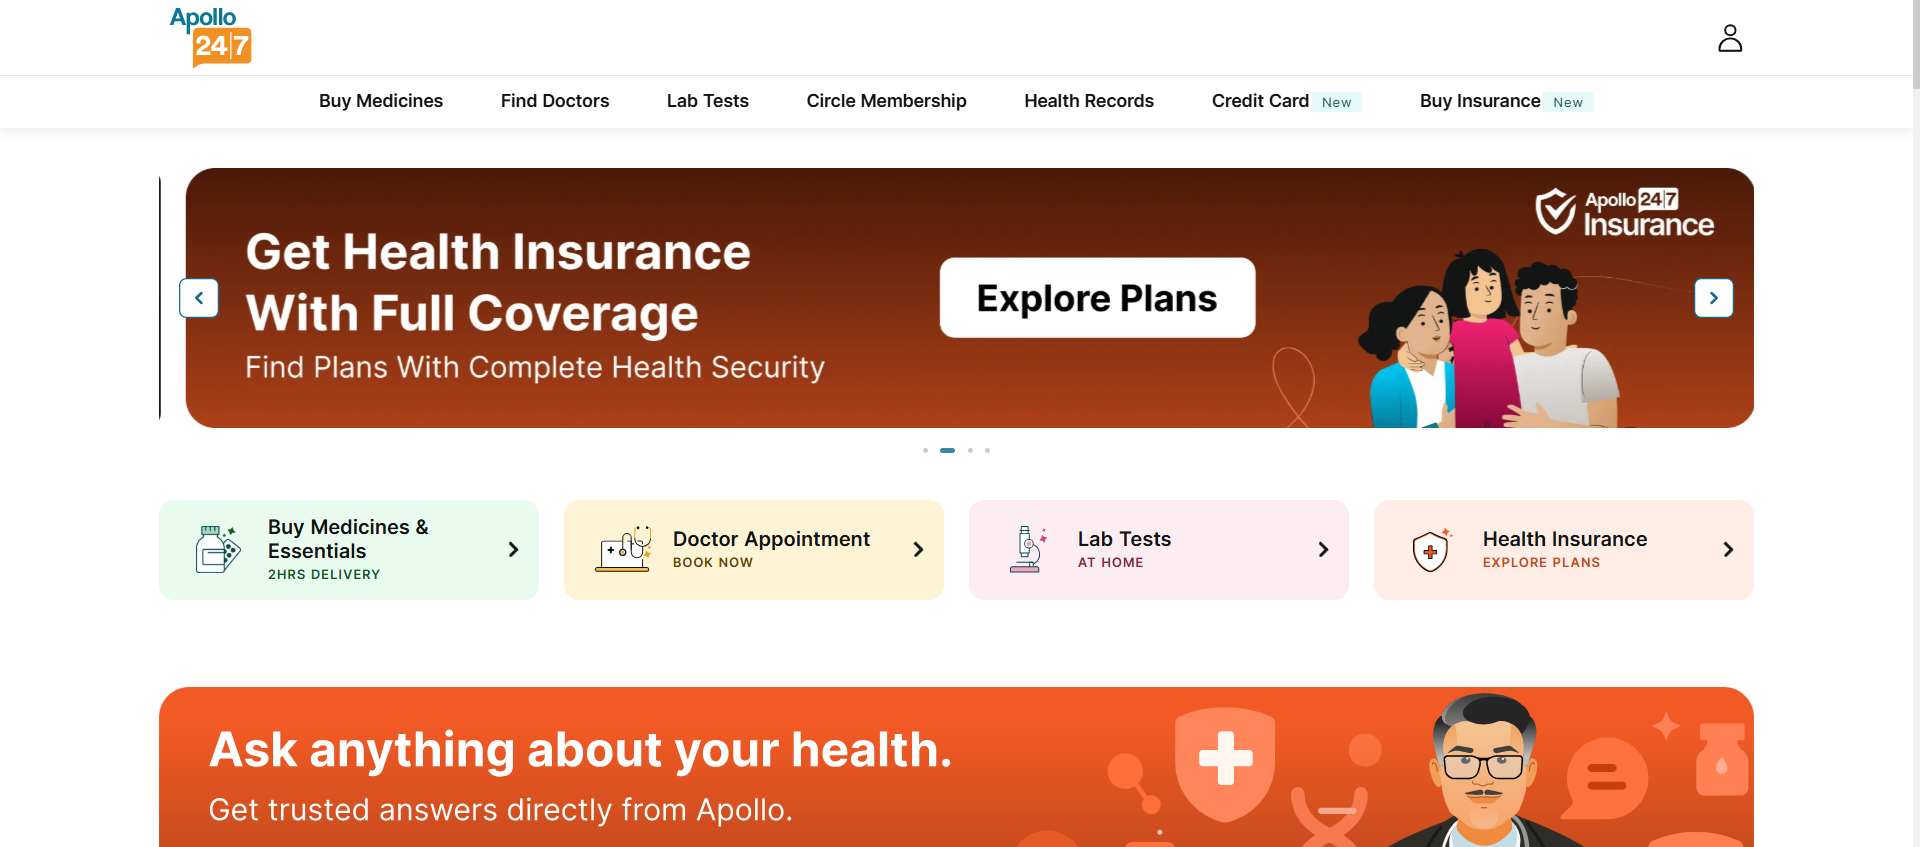 Apollo
24|7
Buy Medicines
Find Doctors
Lab Tests
Circle Membership
Health Records
Credit Card New
Buy Insurance New
Get Health Insurance
With Full Coverage
Find Plans With Complete Health Security
Explore Plans
Apollo 24|7
Insurance
Buy Medicines &
Essentials
2HRS DELIVERY
Doctor Appointment
BOOK NOW
Lab Tests
AT HOME
Health Insurance
EXPLORE PLANS
Ask anything about your health.
Get trusted answers directly from Apollo.